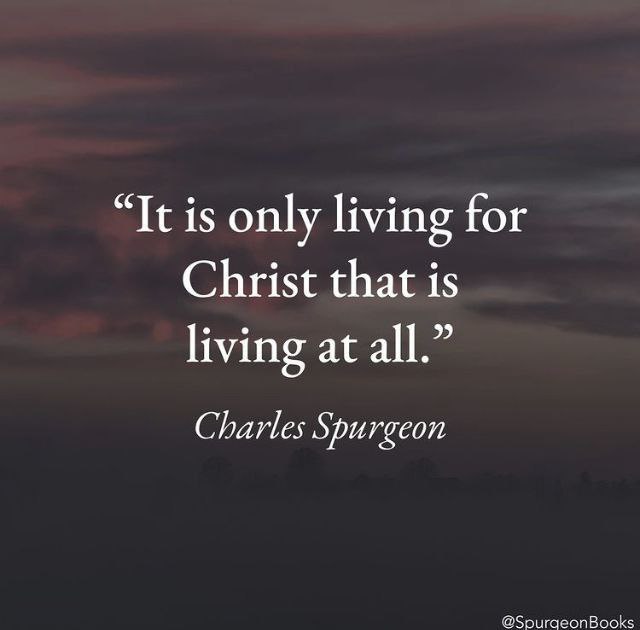 “It is only living for
Christ that is
living at all.”
Charles Spurgeon
@SpurgeonBooks